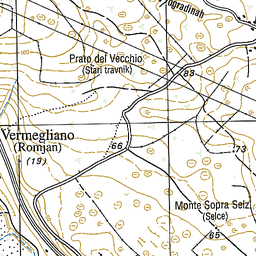 ogradinah
Prato del Vecchio
(Stari travnik)
83
Vermegliano
(Romjan)
(19)
66
73
Monte Sopra Selz
(Selce)
65